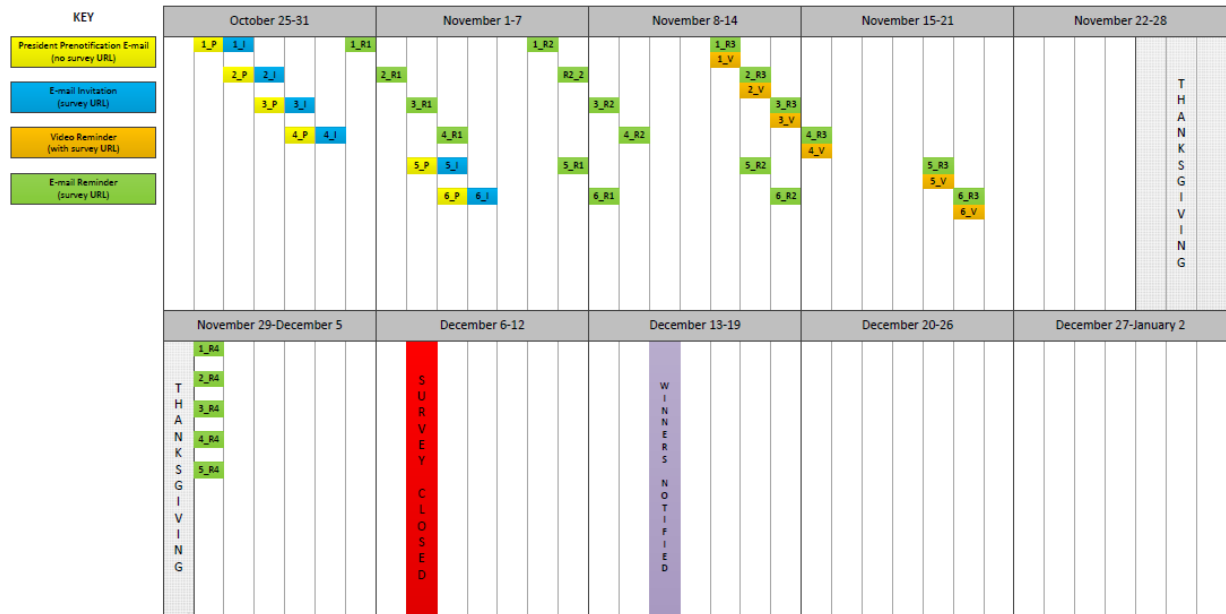 KEY
October 25-31
November 1-7
November 8-14
November 15-21
November 22-28
President Prenotification E-mail
(no survey URL)
E-mail Invitation
(survey URL)
Video Reminder
(with survey URL)
E-mail Reminder
(survey URL)
1_P 1_I 1_R1 1_R2 1_R3
1_V
2_P 2_I 2_R1 R2_2 2_R3
2_V
3_P 3_I 3_R1 3_R2 3_R3
3_V
4_P 4_I 4_R1 4_R2 4_R3
4_V
5_P 5_I 5_R1 5_R2 5_R3
5_V
6_P 6_I 6_R1 6_R2 6_R3
6_V
THANKSGIVING
November 29-December 5
December 6-12
December 13-19
December 20-26
December 27-January 2
THANKSGIVING
1_R4
2_R4
3_R4
4_R4
5_R4
SURVEY CLOSED
WINNERS NOTIFIED